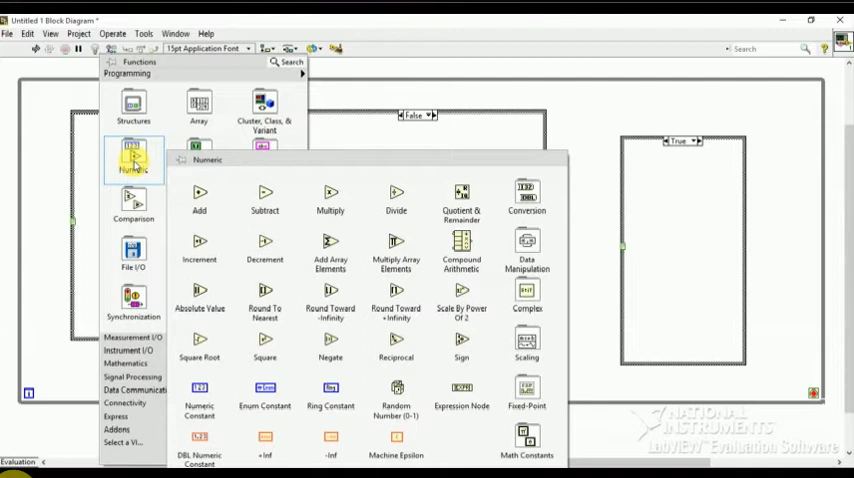 Untitled 1 Block Diagram *
File Edit View Project Operate Tools Window Help
15pt Application Font
Search
Functions
Search
Programming
Structures
Array
Cluster, Class, &
Variant
False
True
Numeric
Numeric
Comparison
File I/O
Synchronization
Measurement I/O
Instrument I/O
Mathematics
Signal Processing
Data Communicat
Connectivity
Express
Addons
Select a VI...
Add
Subtract
Multiply
Divide
Quotient &
Remainder
Conversion
Increment
Decrement
Add Array
Elements
Multiply Array
Elements
Compound
Arithmetic
Data
Manipulation
Absolute Value
Round To
Nearest
Round Toward
-Infinity
Round Toward
+Infinity
Scale By Power
Of 2
Complex
Square Root
Square
Negate
Reciprocal
Sign
Scaling
Numeric
Constant
Enum Constant
Ring Constant
Random
Number (0-1)
Expression Node
Fixed-Point
DBL Numeric
Constant
+Inf
-Inf
Machine Epsilon
Math Constants
NATIONAL
INSTRUMENTS
LabVIEW Evaluation Software
Evaluation